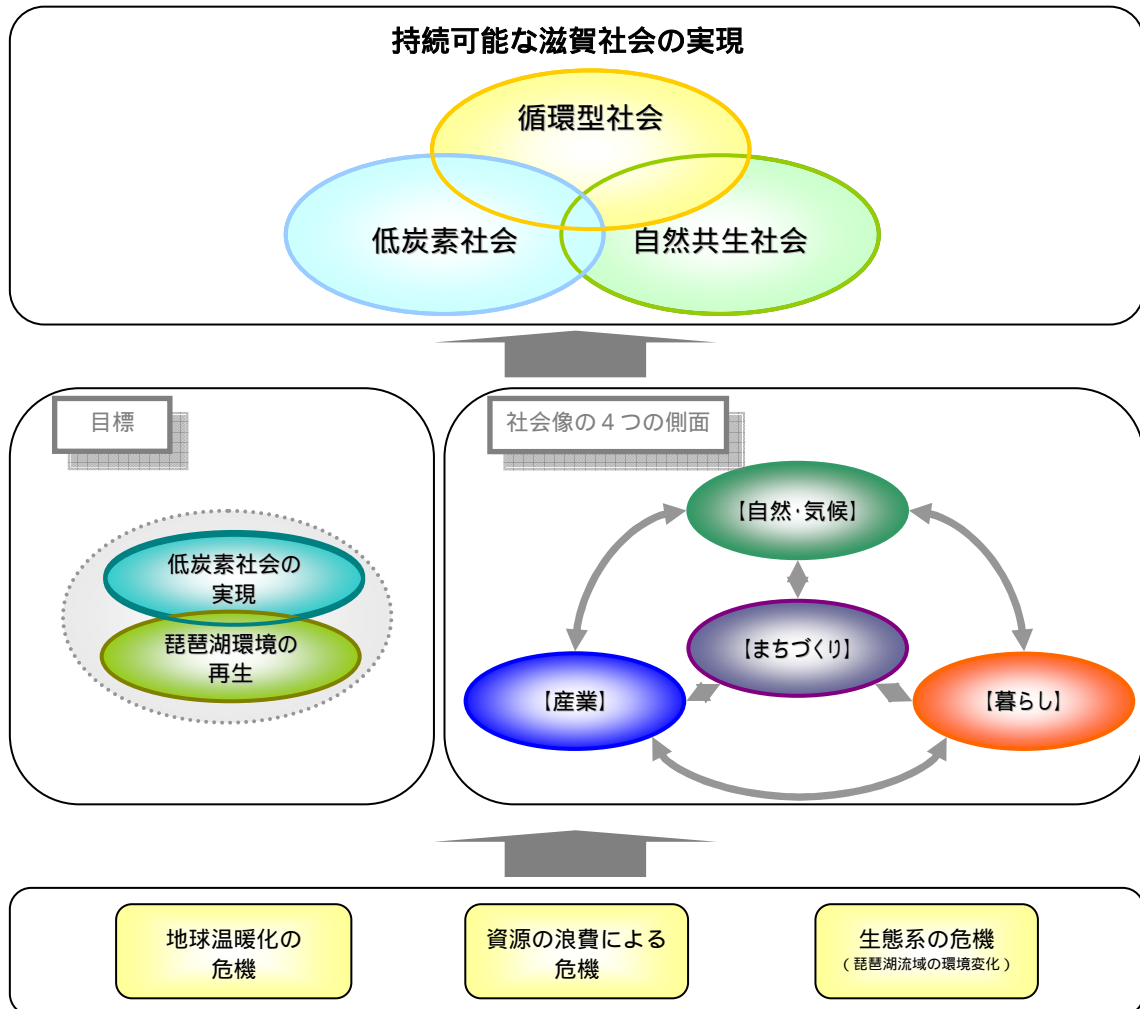 持続可能な滋賀社会の実現
循環型社会
低炭素社会
自然共生社会
目標
低炭素社会の
実現
琵琶湖環境の
再生
社会像の４つの側面
【自然・気候】
【まちづくり】
【産業】
【暮らし】
地球温暖化の
危機
資源の浪費による
危機
生態系の危機
（琵琶湖流域の環境変化）